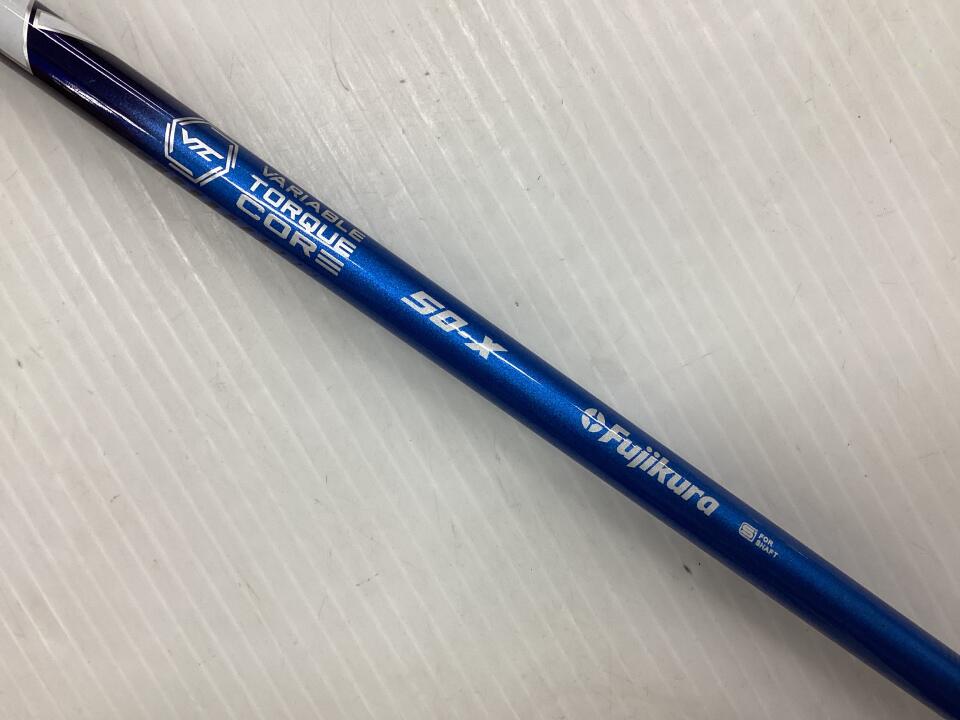 VTC
VARIABLE
TORQUE
CORE
50-X
Fujikura
S FOR
SHAFT